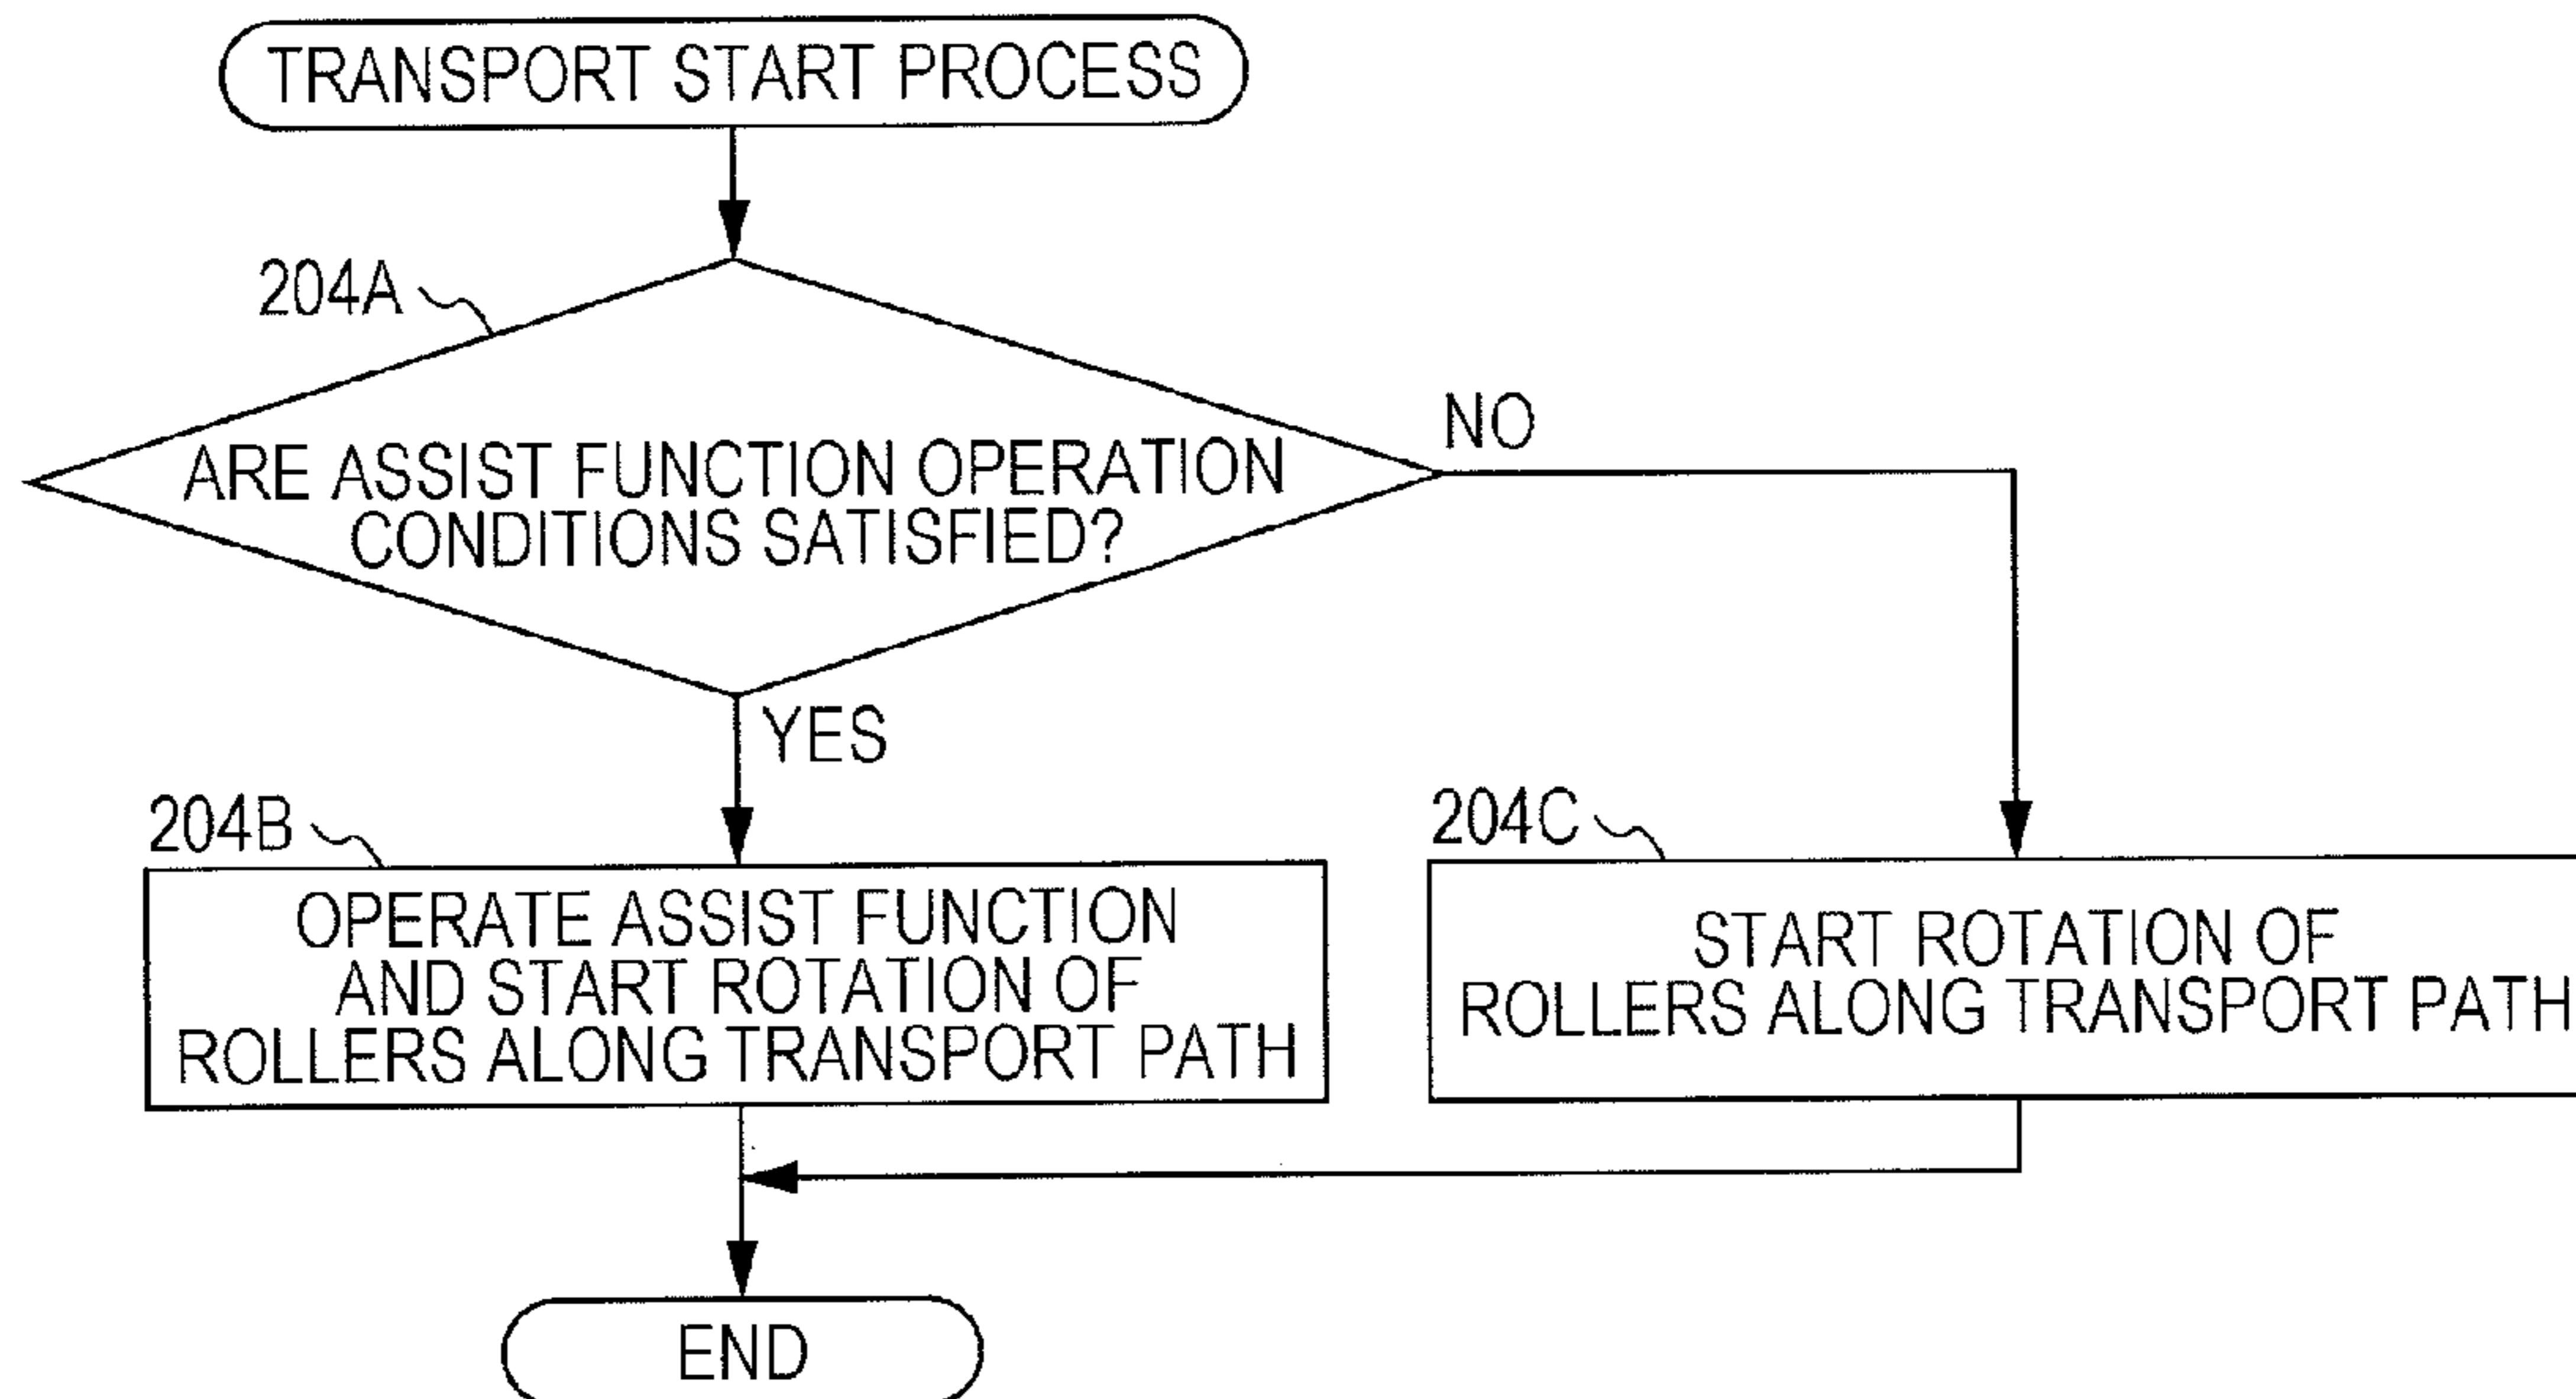 TRANSPORT START PROCESS
204A
ARE ASSIST FUNCTION OPERATION
CONDITIONS SATISFIED?
NO
YES
204B
OPERATE ASSIST FUNCTION
AND START ROTATION OF
ROLLERS ALONG TRANSPORT PATH
204C
START ROTATION OF
ROLLERS ALONG TRANSPORT PATH
END